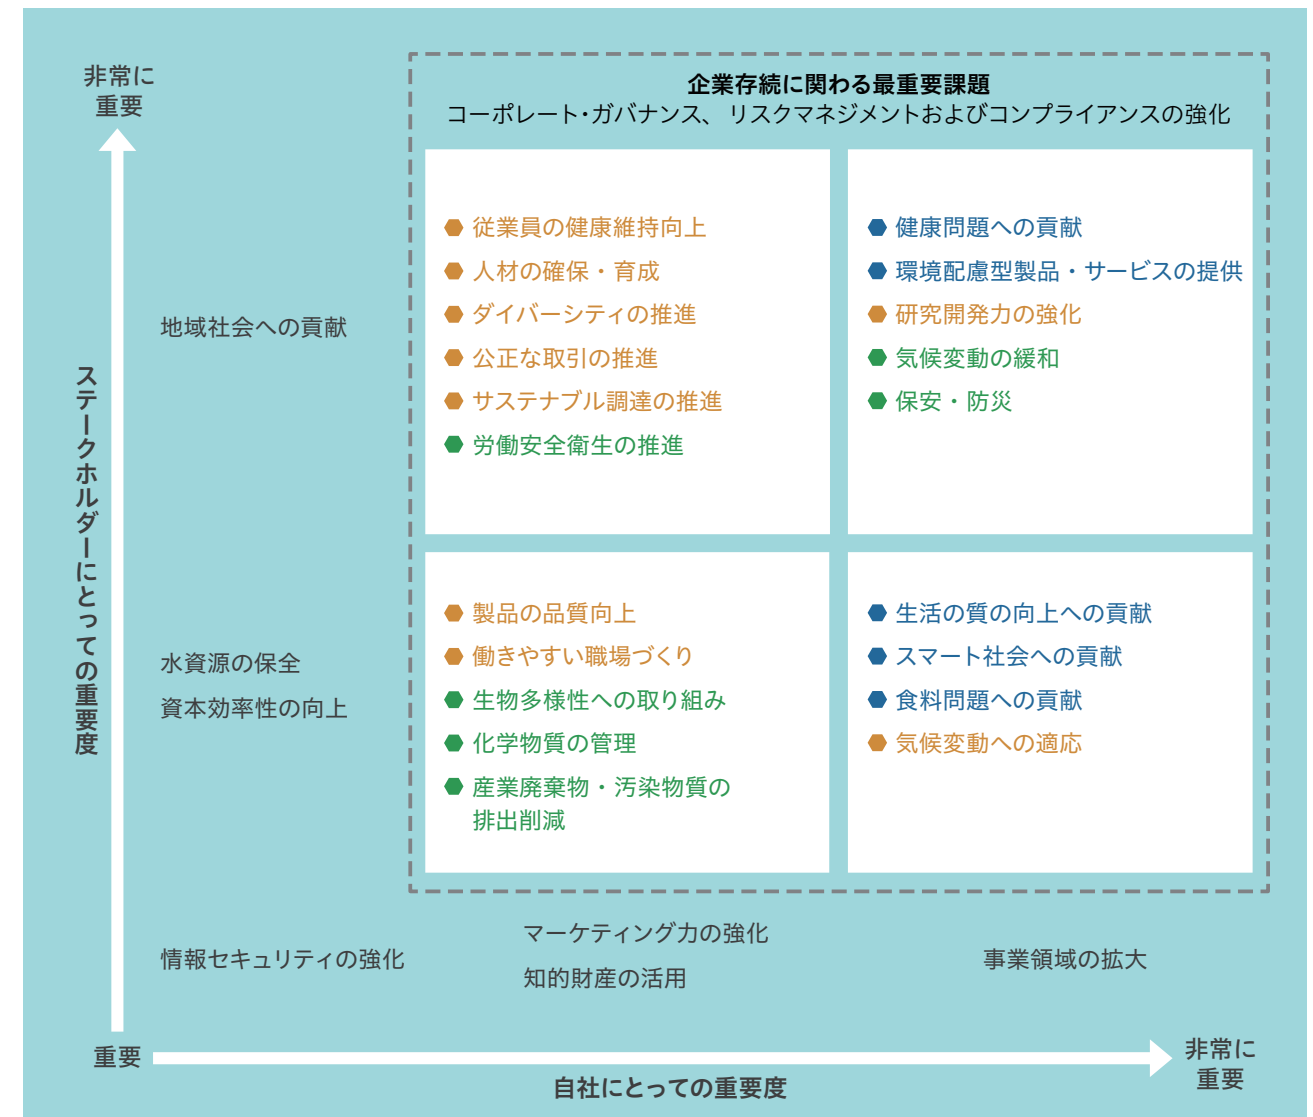 非常に
重要
企業存続に関わる最重要課題
コーポレート・ガバナンス、リスクマネジメントおよびコンプライアンスの強化
ステークホルダーにとっての重要度
地域社会への貢献
従業員の健康維持向上
人材の確保・育成
ダイバーシティの推進
公正な取引の推進
サステナブル調達の推進
労働安全衛生の推進
健康問題への貢献
環境配慮型製品・サービスの提供
研究開発力の強化
気候変動の緩和
保安・防災
水資源の保全
資本効率性の向上
製品の品質向上
働きやすい職場づくり
生物多様性への取り組み
化学物質の管理
産業廃棄物・汚染物質の
排出削減
生活の質の向上への貢献
スマート社会への貢献
食料問題への貢献
気候変動への適応
情報セキュリティの強化
マーケティング力の強化
知的財産の活用
事業領域の拡大
重要
自社にとっての重要度
非常に
重要